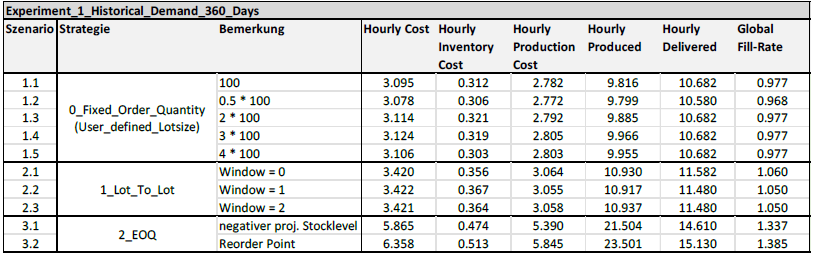 Experiment_1_Historical_Demand_360_Days
Szenario Strategie Bemerkung Hourly Cost Hourly Inventory Cost Hourly Production Cost Hourly Produced Hourly Delivered Global Fill-Rate
0_Fixed_Order_Quantity
(User_defined_Lotsize)
1.1 100 3.095 0.312 2.782 9.816 10.682 0.977
1.2 0.5 * 100 3.078 0.306 2.772 9.799 10.580 0.968
1.3 2 * 100 3.114 0.321 2.792 9.885 10.682 0.977
1.4 3 * 100 3.124 0.319 2.805 9.966 10.682 0.977
1.5 4 * 100 3.106 0.303 2.803 9.955 10.682 0.977
1_Lot_To_Lot
2.1 Window = 0 3.420 0.356 3.064 10.930 11.582 1.060
2.2 Window = 1 3.422 0.367 3.055 10.917 11.480 1.050
2.3 Window = 2 3.421 0.364 3.058 10.937 11.480 1.050
2_EOQ
3.1 negativer proj. Stocklevel 5.865 0.474 5.390 21.504 14.610 1.337
3.2 Reorder Point 6.358 0.513 5.845 23.501 15.130 1.385